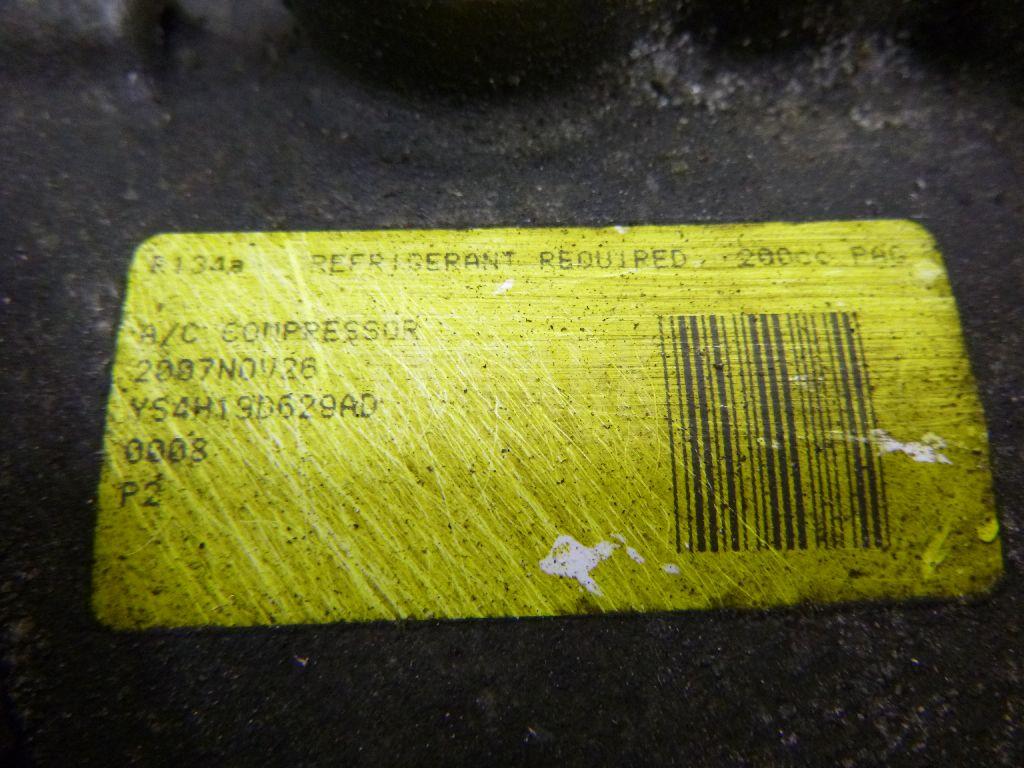 R134a REFRIGERANT REQUIRED, 200cc PAG
A/C COMPRESSOR
2007NOV26
YS4H19D629AD
0008
P2